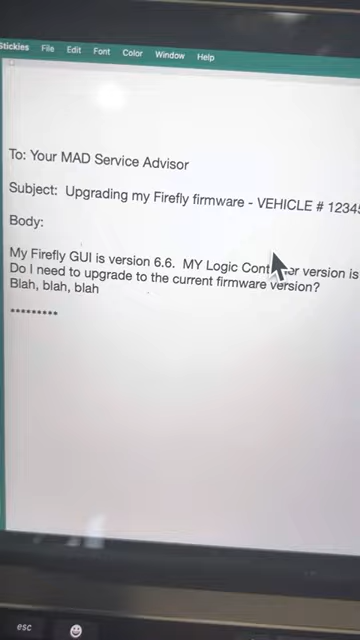 Stickies File Edit Font Color Window Help
To: Your MAD Service Advisor
Subject: Upgrading my Firefly firmware - VEHICLE # 12345
Body:
My Firefly GUI is version 6.6. MY Logic version is
Do I need to upgrade to the current firmware version?
Blah, blah, blah
*********
esc